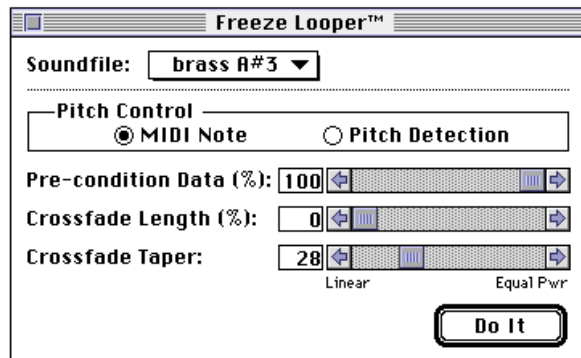 Freeze Looper™
Soundfile: brass A#3
Pitch Control
MIDI Note Pitch Detection
Pre-condition Data (%): 100
Crossfade Length (%): 0
Crossfade Taper: 28
Linear Equal Pwr
Do It